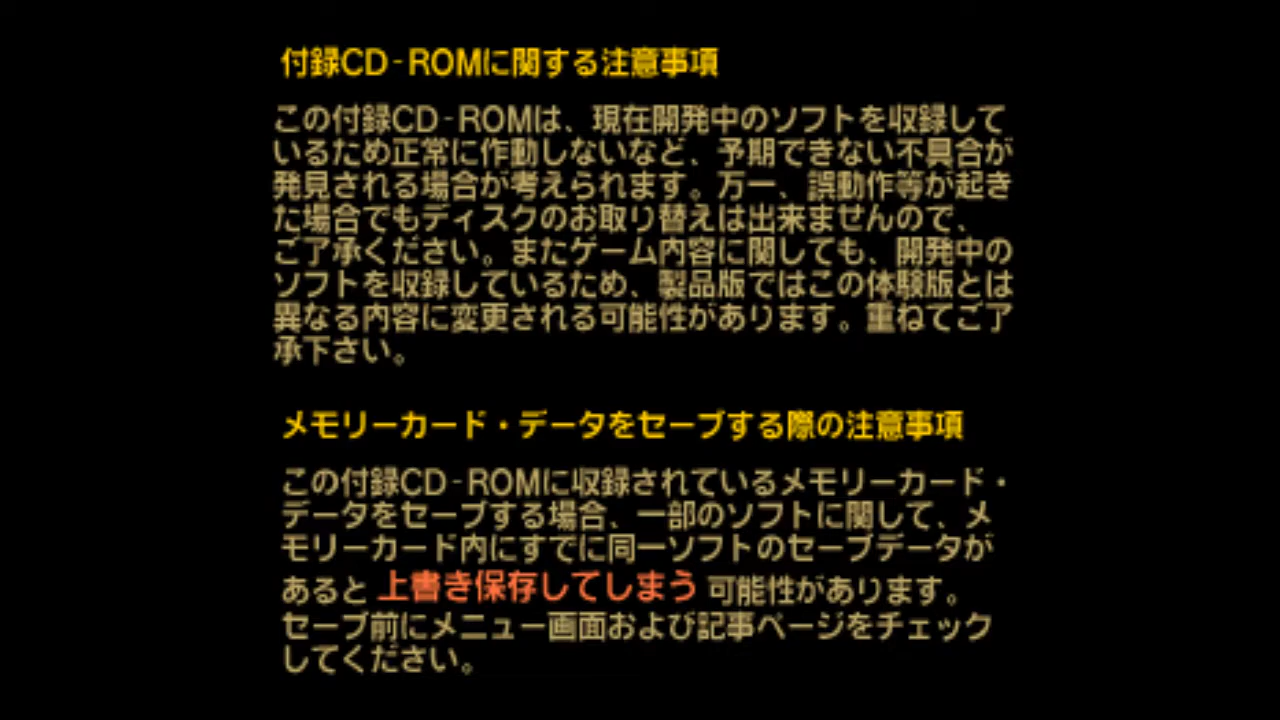 付録CD-ROMに関する注意事項
この付録CD-ROMは、現在開発中のソフトを収録して
いるため正常に作動しないなど、予期できない不具合が
発見される場合が考えられます。万一、誤動作等が起き
た場合でもディスクのお取り替えは出来ませんので、
ご了承ください。またゲーム内容に関しても、開発中の
ソフトを収録しているため、製品版ではこの体験版とは
異なる内容に変更される可能性があります。重ねてご了
承下さい。
メモリーカード・データをセーブする際の注意事項
この付録CD-ROMに収録されているメモリーカード・
データをセーブする場合、一部のソフトに関して、メ
モリーカード内にすでに同一ソフトのセーブデータが
あると 上書き保存してしまう 可能性があります。
セーブ前にメニュー画面および記事ページをチェック
してください。